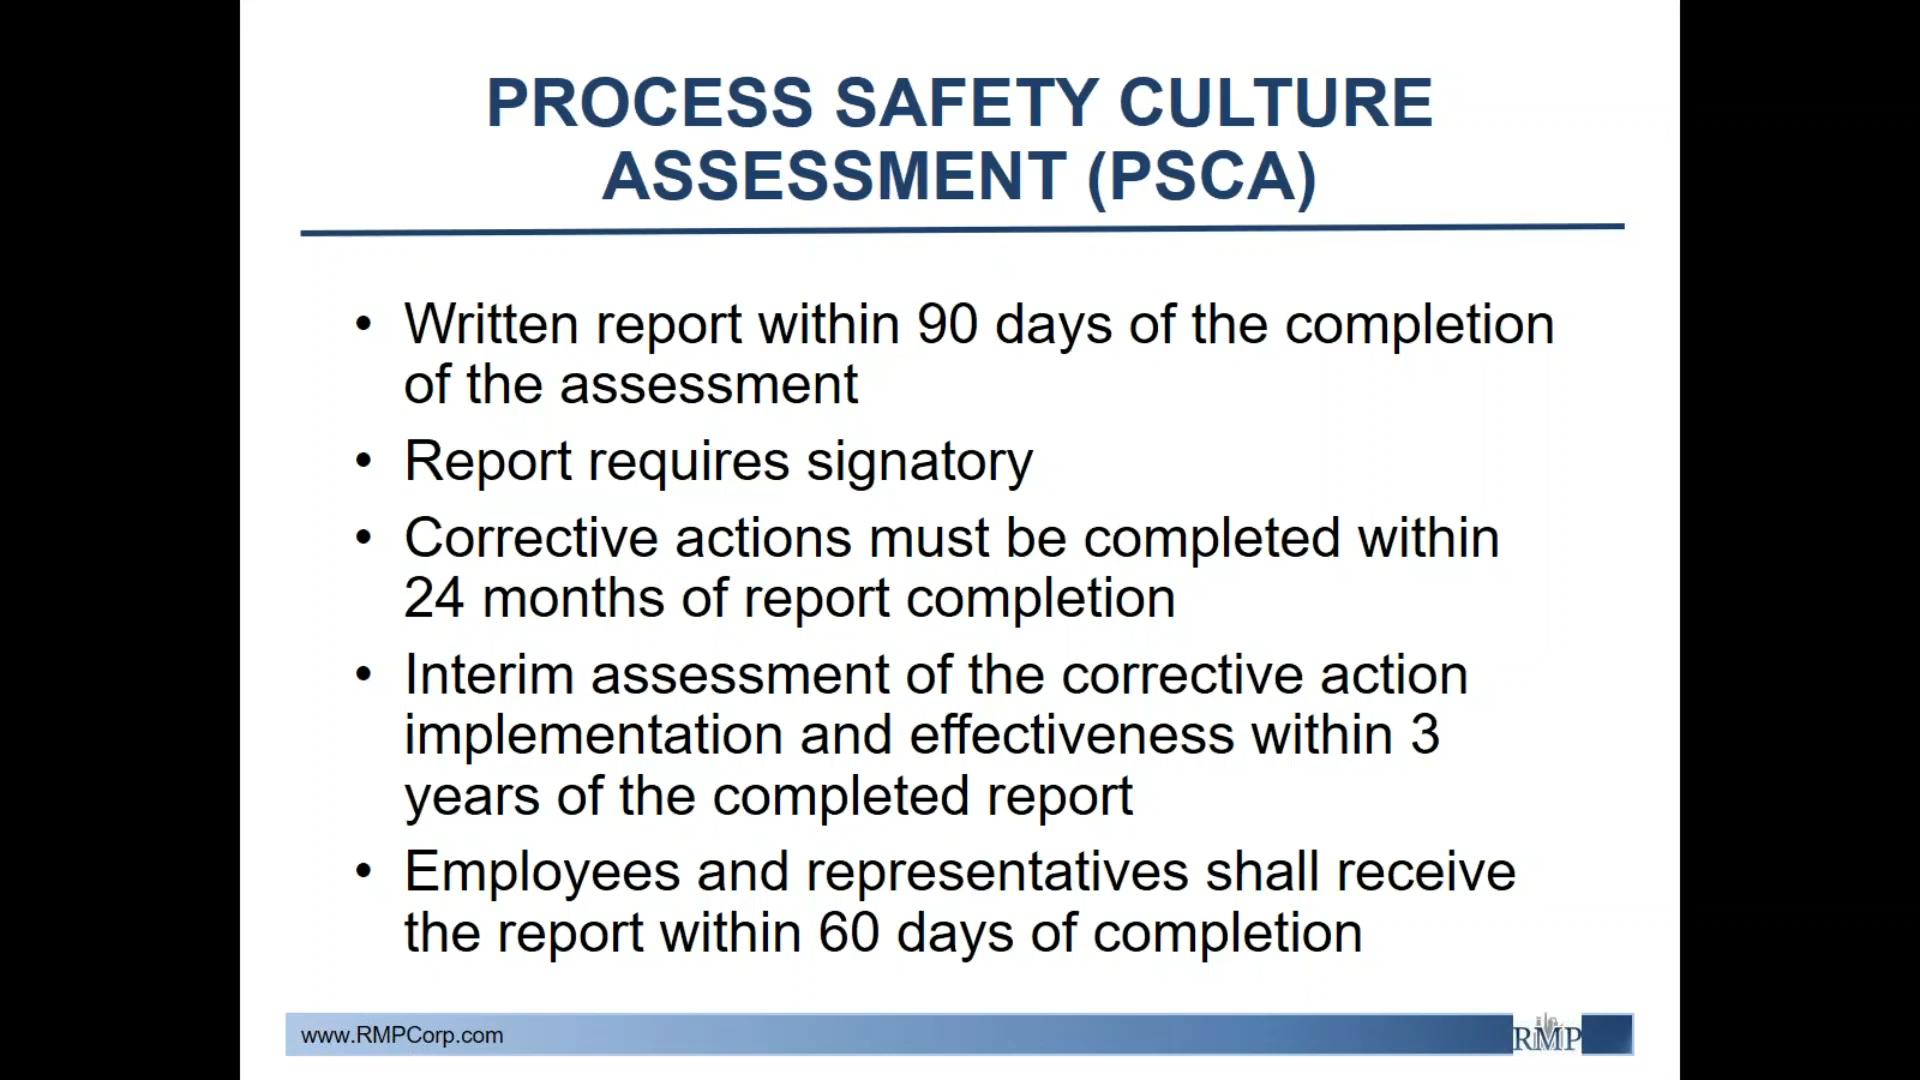 PROCESS SAFETY CULTURE
ASSESSMENT (PSCA)
• Written report within 90 days of the completion
of the assessment
• Report requires signatory
• Corrective actions must be completed within
24 months of report completion
• Interim assessment of the corrective action
implementation and effectiveness within 3
years of the completed report
• Employees and representatives shall receive
the report within 60 days of completion
www.RMPCorp.com
RMP